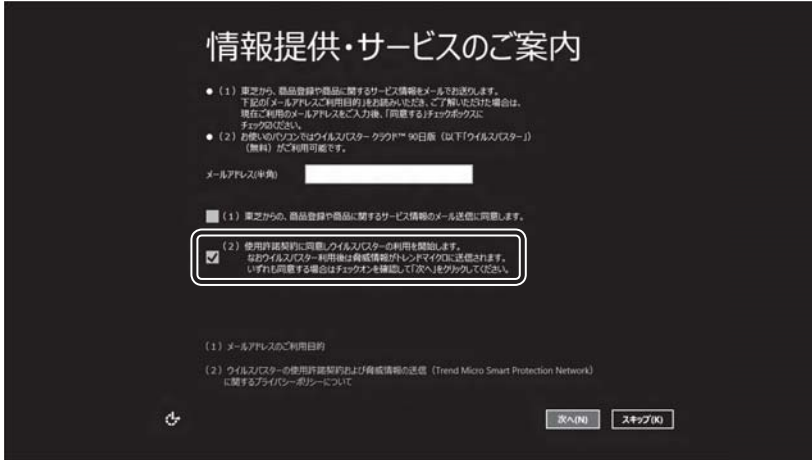 情報提供・サービスのご案内
● (1) 東芝から、商品登録や商品に関するサービス情報をメールでお送りします。
下記の「メールアドレスご利用目的」をお読みいただき、ご了解いただけた場合は、
現在ご利用のメールアドレスをご入力後、「同意する」チェックボックスに
チェックください。
● (2) お使いのパソコンではウイルスバスター クラウド™ 90日版 (以下「ウイルスバスター」)
(無料) がご利用可能です。
メールアドレス(半角)
(1) 東芝からの、商品登録や商品に関するサービス情報のメール送信に同意します。
(2) 使用許諾契約に同意しウイルスバスターの利用を開始します。
なおウイルスバスター利用後は脅威情報がトレンドマイクロに送信されます。
いずれも同意する場合はチェックオンを確認して「次へ」をクリックしてください。
(1) メールアドレスのご利用目的
(2) ウイルスバスターの使用許諾契約および脅威情報の送信 (Trend Micro Smart Protection Network)
に関するプライバシーポリシーについて
次へ(N)
スキップ(K)